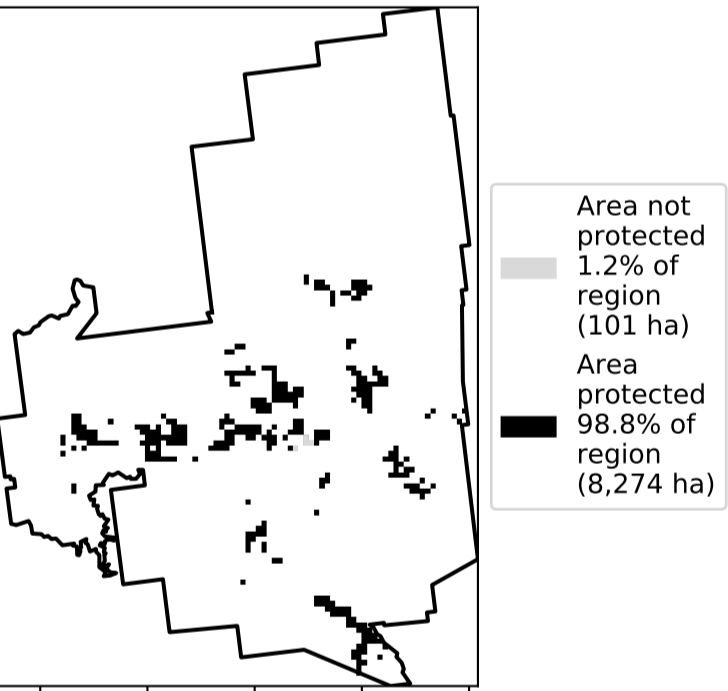 Area not
protected
1.2% of
region
(101 ha)
Area
protected
98.8% of
region
(8,274 ha)